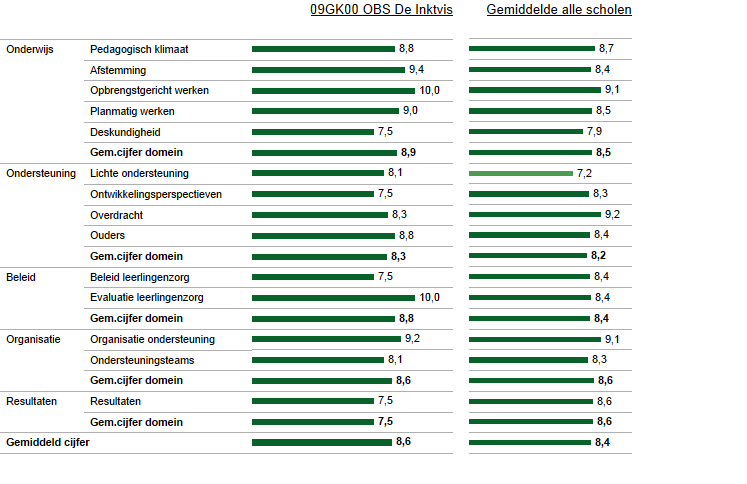 09GK00 OBS De Inktvis Gemiddelde alle scholen
Onderwijs Pedagogisch klimaat 8,8 8,7
Afstemming 9,4 8,4
Opbrengstgericht werken 10,0 9,1
Planmatig werken 9,0 8,5
Deskundigheid 7,5 7,9
Gem.cijfer domein 8,9 8,5
Ondersteuning Lichte ondersteuning 8,1 7,2
Ontwikkelingsperspectieven 7,5 8,3
Overdracht 8,3 9,2
Ouders 8,8 8,4
Gem.cijfer domein 8,3 8,2
Beleid Beleid leerlingenzorg 7,5 8,4
Evaluatie leerlingenzorg 10,0 8,4
Gem.cijfer domein 8,8 8,4
Organisatie Organisatie ondersteuning 9,2 9,1
Ondersteuningsteams 8,1 8,3
Gem.cijfer domein 8,6 8,6
Resultaten Resultaten 7,5 8,6
Gem.cijfer domein 7,5 8,6
Gemiddeld cijfer 8,6 8,4